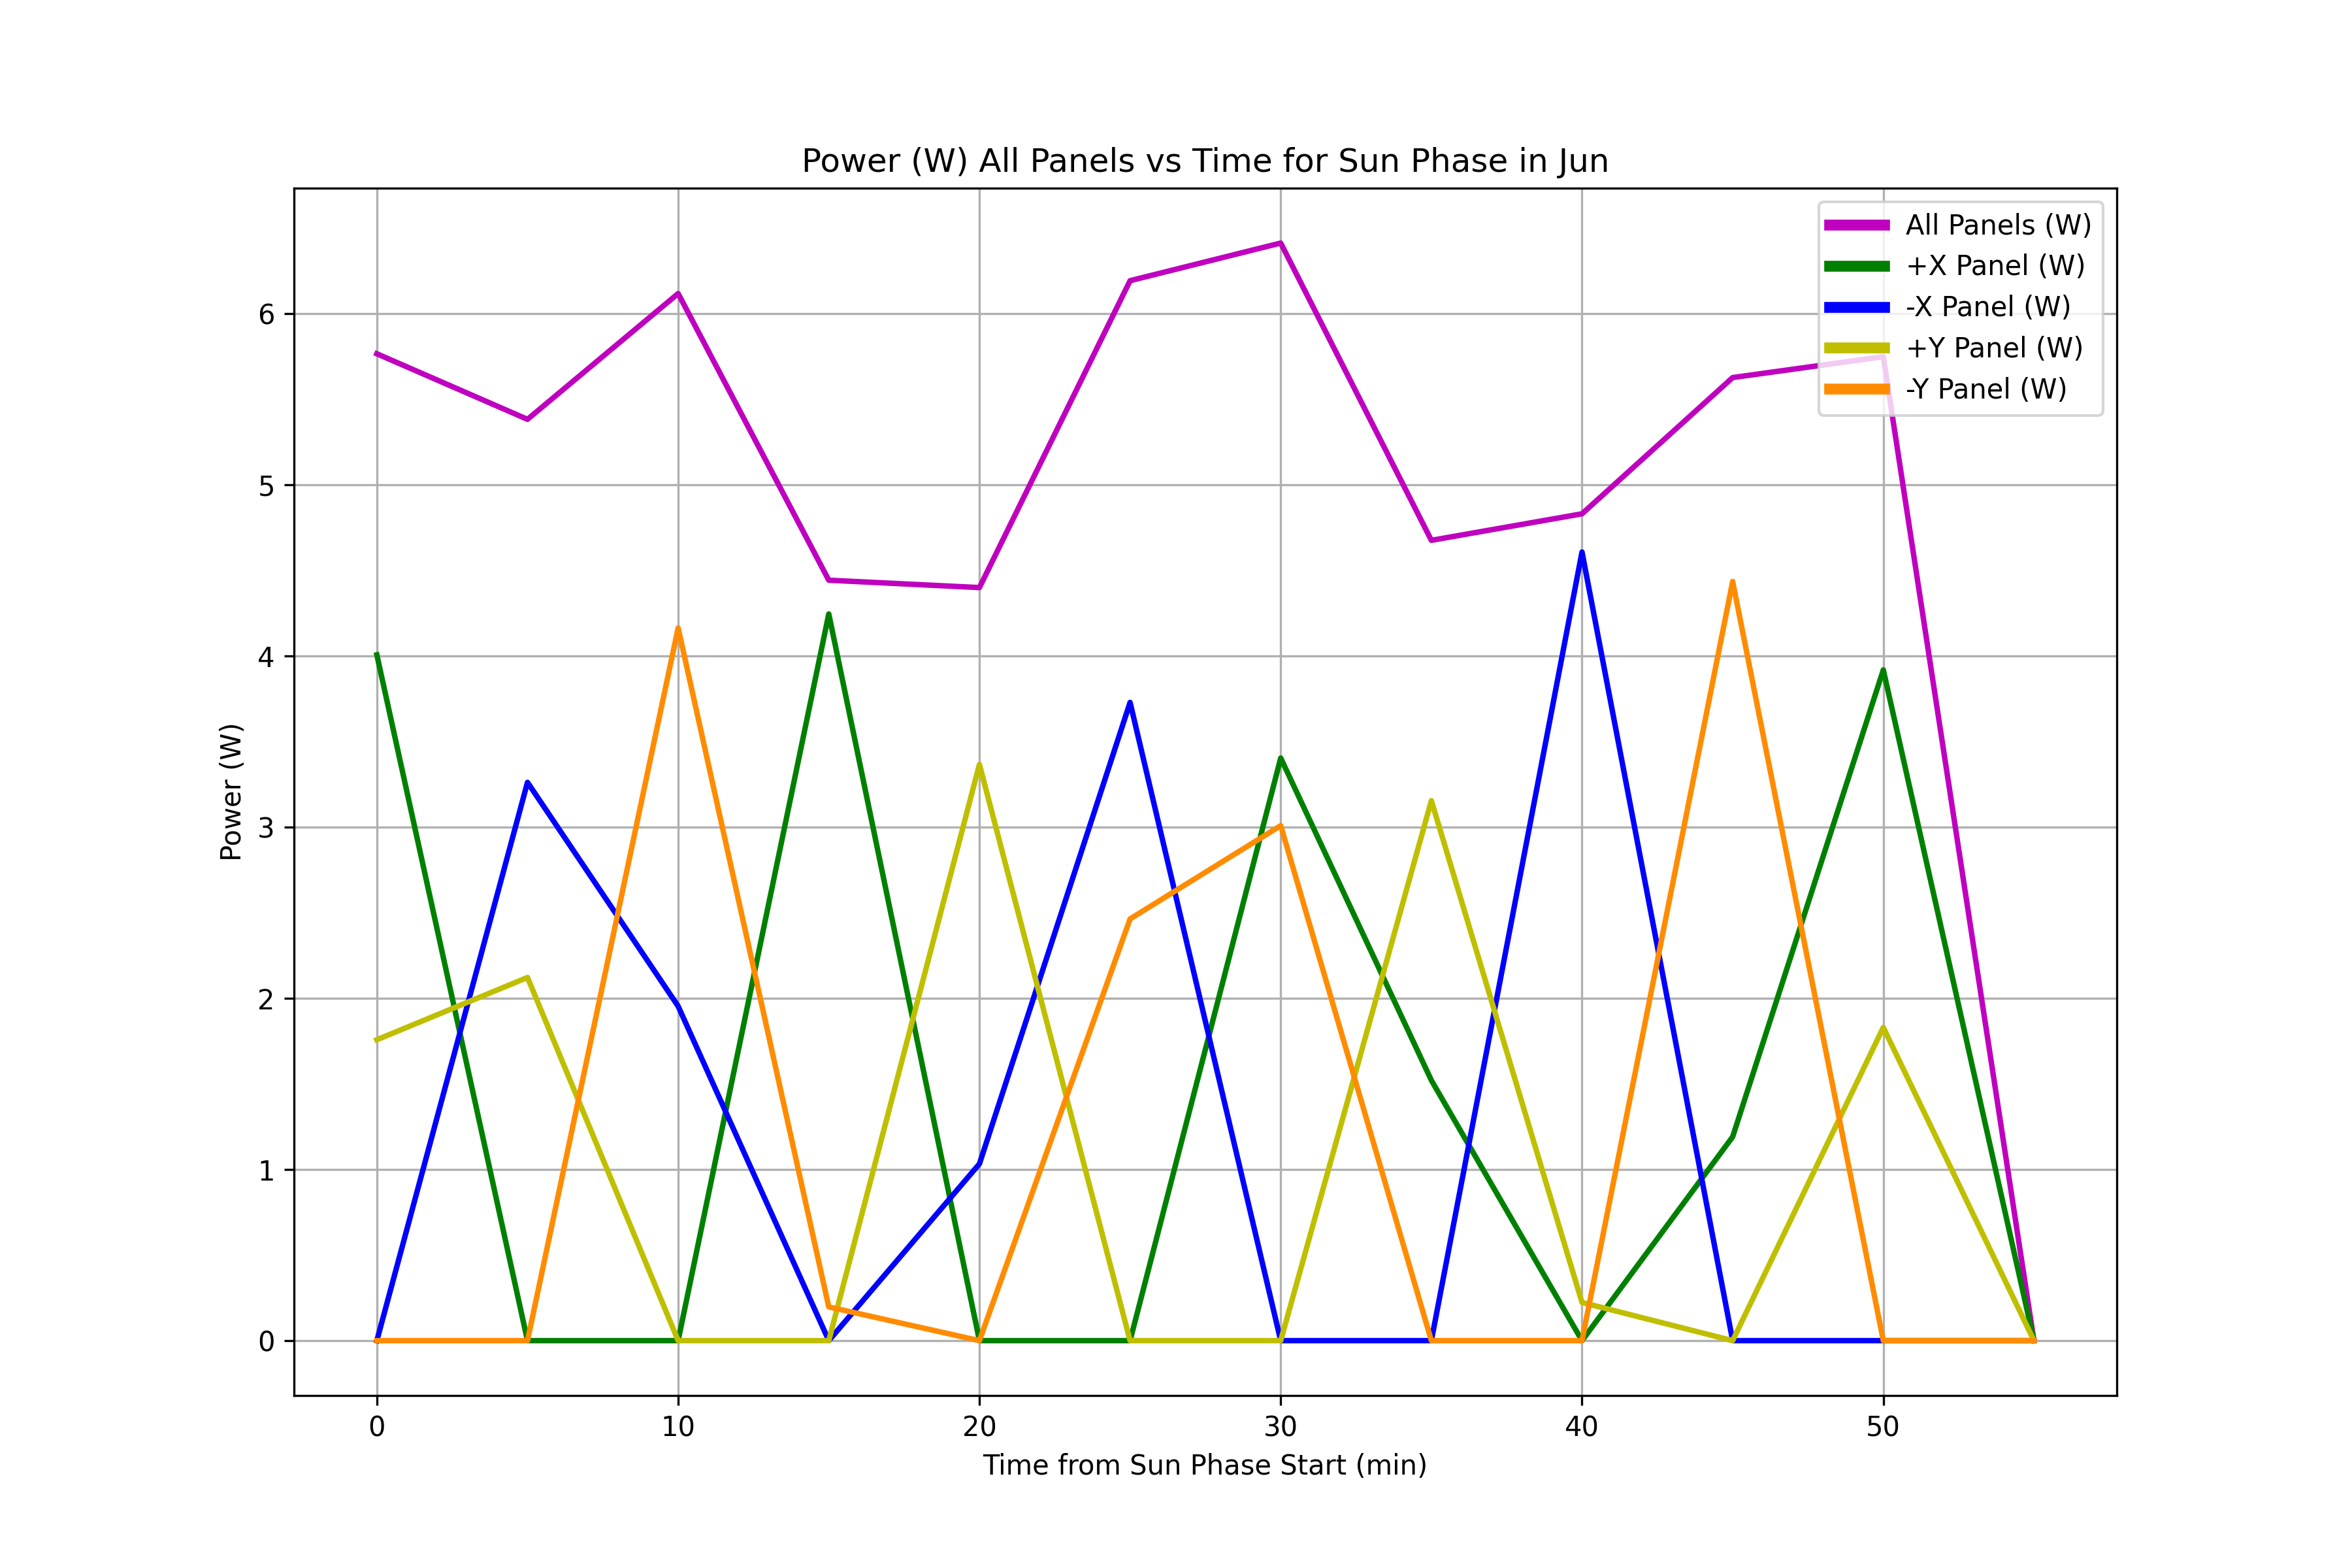 Power (W) All Panels vs Time for Sun Phase in Jun
All Panels (W)
+X Panel (W)
-X Panel (W)
+Y Panel (W)
-Y Panel (W)
6
5
4
3
2
1
0
Power (W)
0 10 20 30 40 50
Time from Sun Phase Start (min)